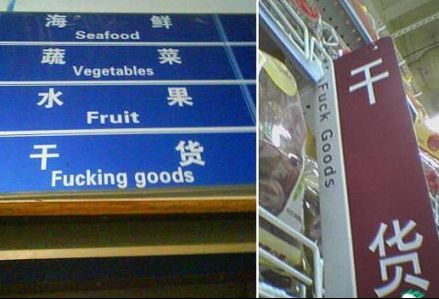 海 鲜
Seafood
蔬 菜
Vegetables
水 果
Fruit
干 货
Fucking goods
干货
Fuck Goods